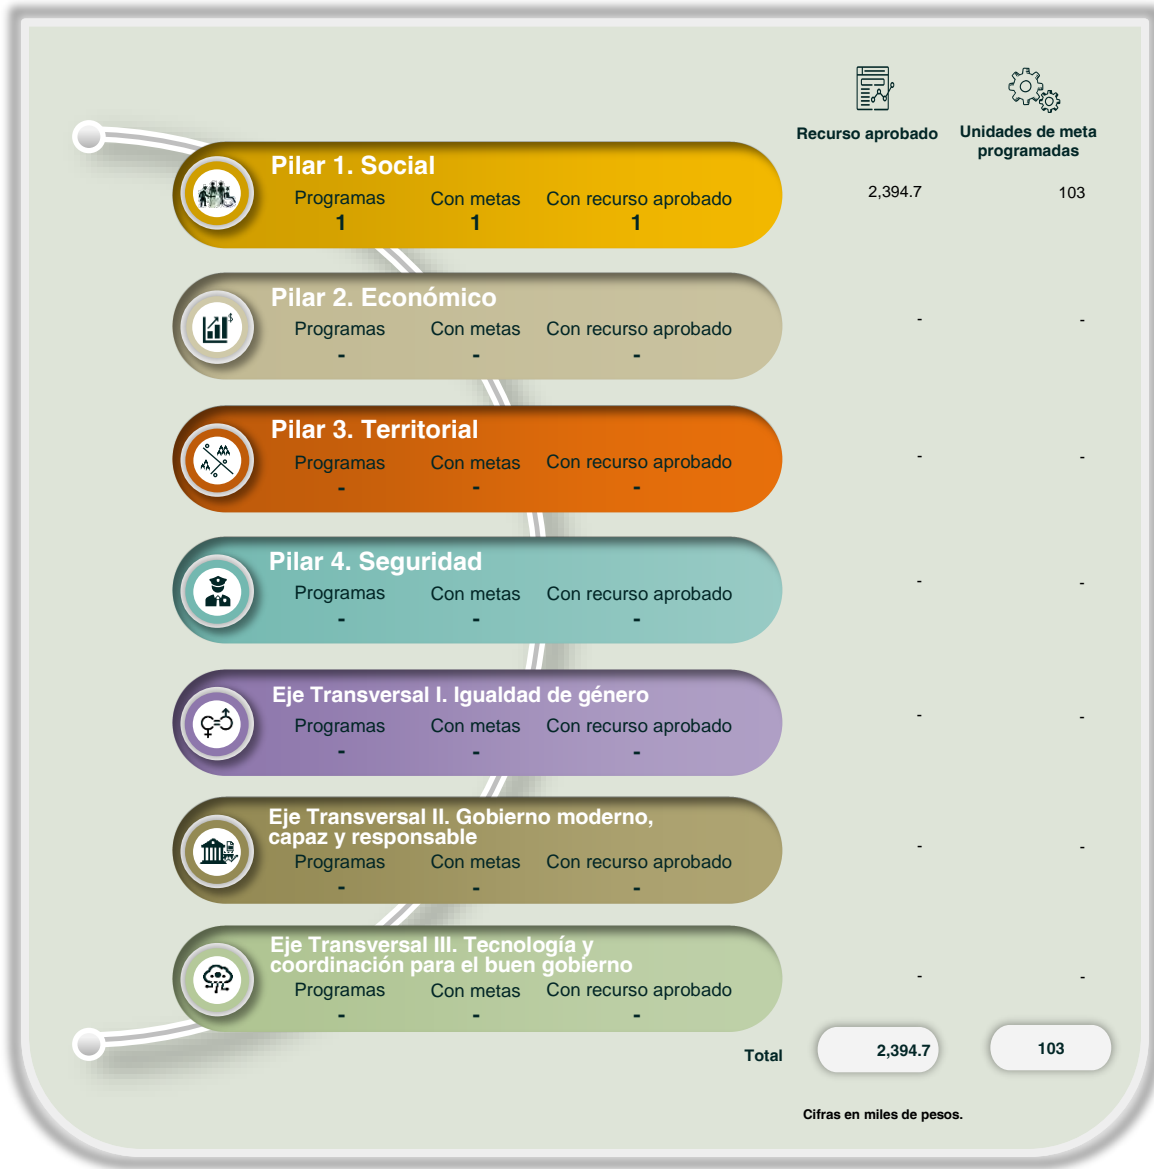 Recurso aprobado
Unidades de meta
programadas
Pilar 1. Social
Programas Con metas Con recurso aprobado
1 1 1
2,394.7 103
Pilar 2. Económico
Programas Con metas Con recurso aprobado
- - -
- -
Pilar 3. Territorial
Programas Con metas Con recurso aprobado
- - -
- -
Pilar 4. Seguridad
Programas Con metas Con recurso aprobado
- - -
- -
Eje Transversal I. Igualdad de género
Programas Con metas Con recurso aprobado
- - -
- -
Eje Transversal II. Gobierno moderno,
capaz y responsable
Programas Con metas Con recurso aprobado
- - -
- -
Eje Transversal III. Tecnología y
coordinación para el buen gobierno
Programas Con metas Con recurso aprobado
- - -
- -
Total 2,394.7 103
Cifras en miles de pesos.